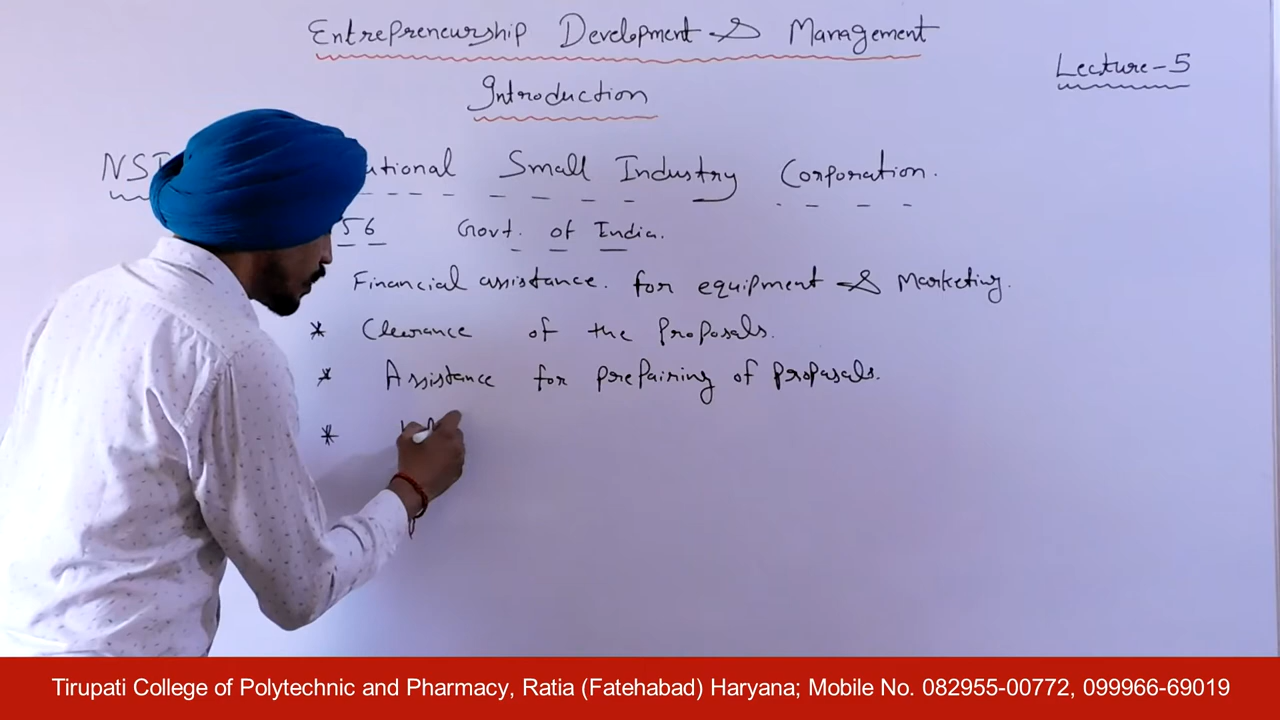 Entrepreneurship Development & Management
Lecture-5
Introduction
NSI ational Small Industry Corporation.
56 Govt. of India.
Financial assistance. for equipment & Marketing.
* Clearance of the Proposals.
* Assistance for prepairing of proposals.
*
Tirupati College of Polytechnic and Pharmacy, Ratia (Fatehabad) Haryana; Mobile No. 082955-00772, 099966-69019